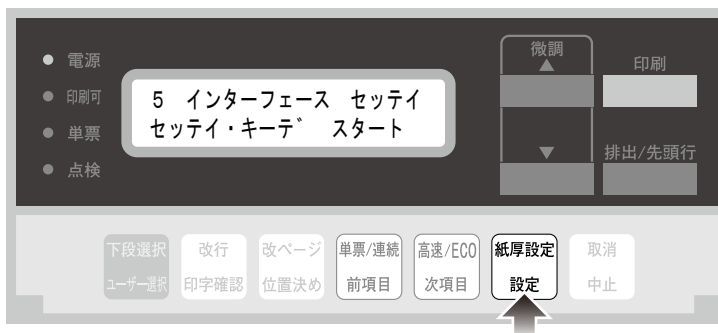 電源
印刷可
単票
点検
5 インターフェース セッテイ
セッテイ・キーデ゛ スタート
微調
▲
▼
印刷
排出/先頭行
下段選択
ユーザー選択
改行
印字確認
改ページ
位置決め
単票/連続
前項目
高速/ECO
次項目
紙厚設定
設定
取消
中止